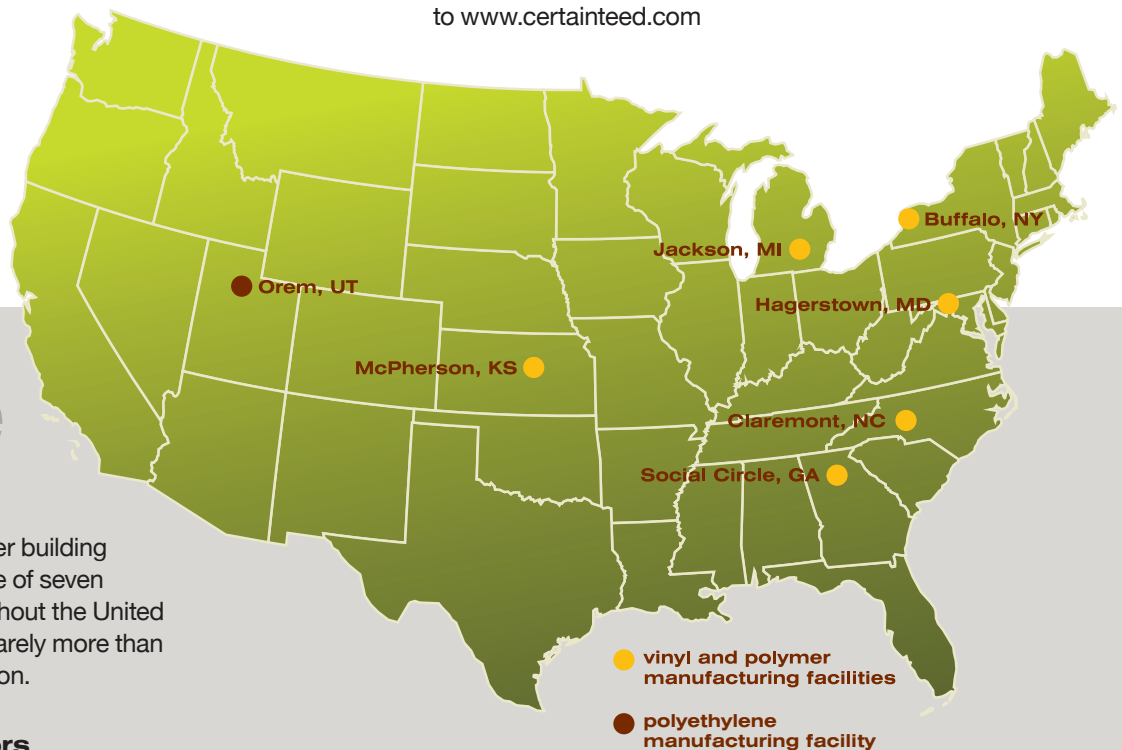 to www.certainteed.com
Buffalo, NY
Jackson, MI
Orem, UT
Hagerstown, MD
McPherson, KS
Claremont, NC
Social Circle, GA
er building
e of seven
hout the United
arely more than
on.
ors
vinyl and polymer
manufacturing facilities
polyethylene
manufacturing facility